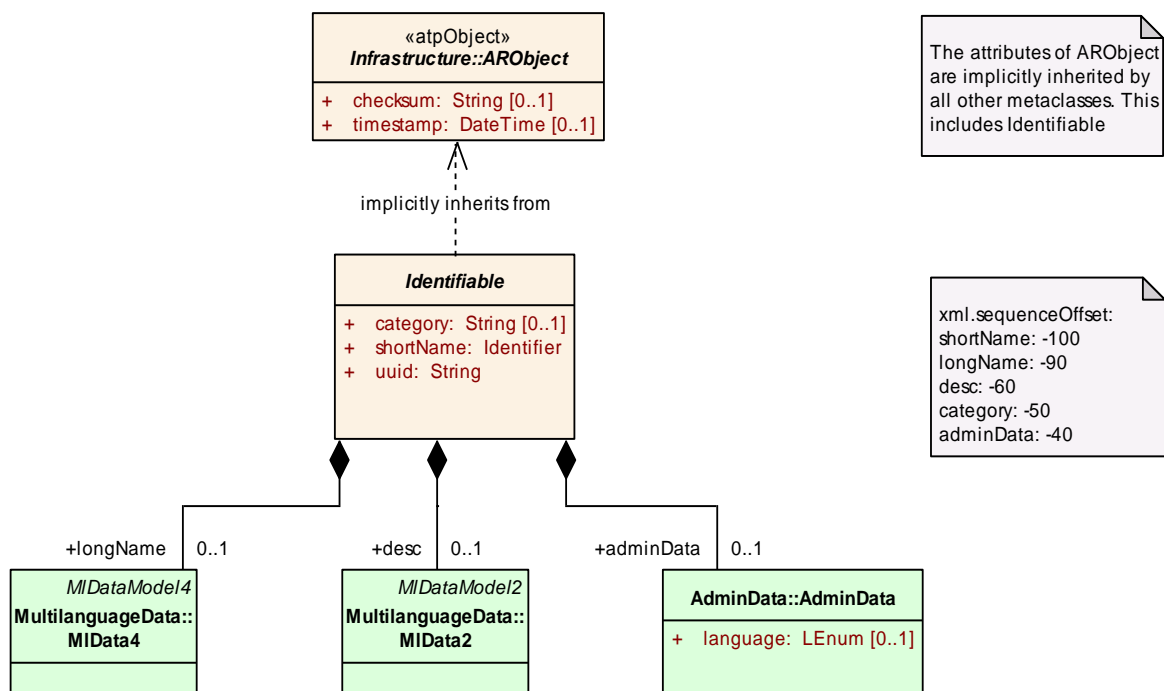 «atpObject»
Infrastructure::ARObject
+ checksum: String [0..1]
+ timestamp: DateTime [0..1]
The attributes of ARObject
are implicitly inherited by
all other metaclasses. This
includes Identifiable
implicitly inherits from
Identifiable
+ category: String [0..1]
+ shortName: Identifier
+ uuid: String
xml.sequenceOffset:
shortName: -100
longName: -90
desc: -60
category: -50
adminData: -40
+longName 0..1
+desc 0..1
+adminData 0..1
MlDataModel4
MultilanguageData::
MlData4
MlDataModel2
MultilanguageData::
MlData2
AdminData::AdminData
+ language: LEnum [0..1]